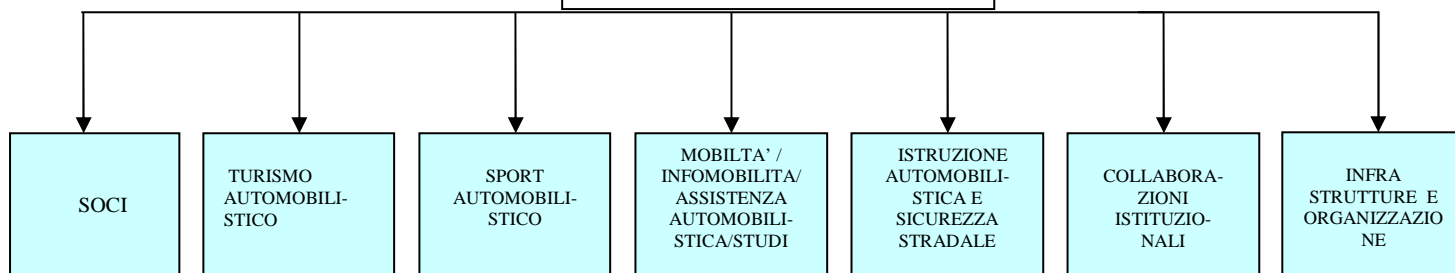 SOCI
TURISMO
AUTOMOBILI-
STICO
SPORT
AUTOMOBILI-
STICO
MOBILTA’ /
INFOMOBILITA/
ASSISTENZA
AUTOMOBILI-
STICA/STUDI
ISTRUZIONE
AUTOMOBILI-
STICA E
SICUREZZA
STRADALE
COLLABORA-
ZIONI
ISTITUZIO-
NALI
INFRA
STRUTTURE E
ORGANIZZAZIO
NE